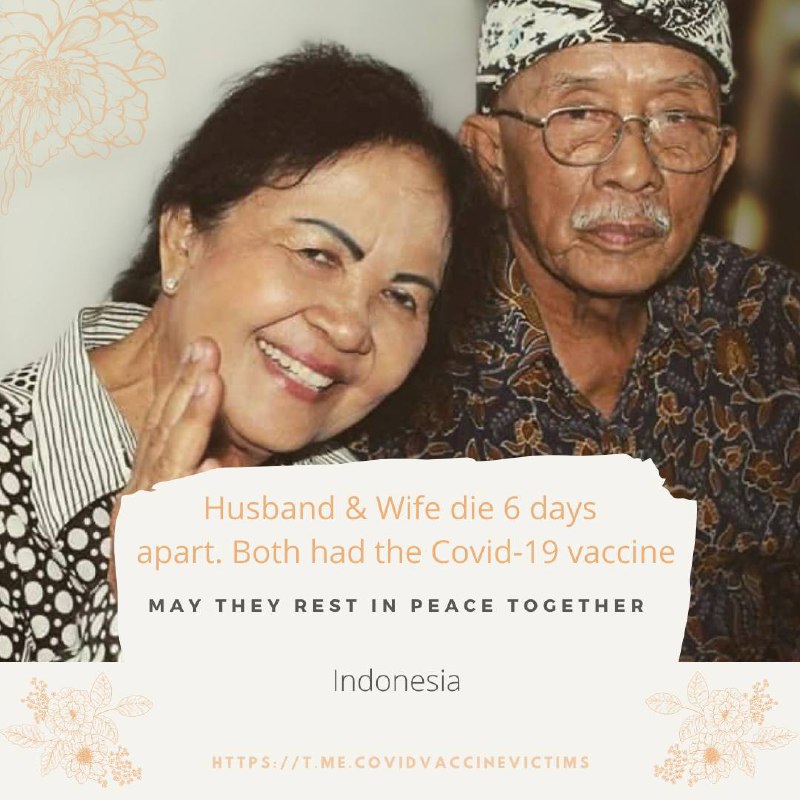 Husband & Wife die 6 days
apart. Both had the Covid-19 vaccine
MAY THEY REST IN PEACE TOGETHER
Indonesia
HTTPS://T.ME.COVIDVACCINEVICTIMS